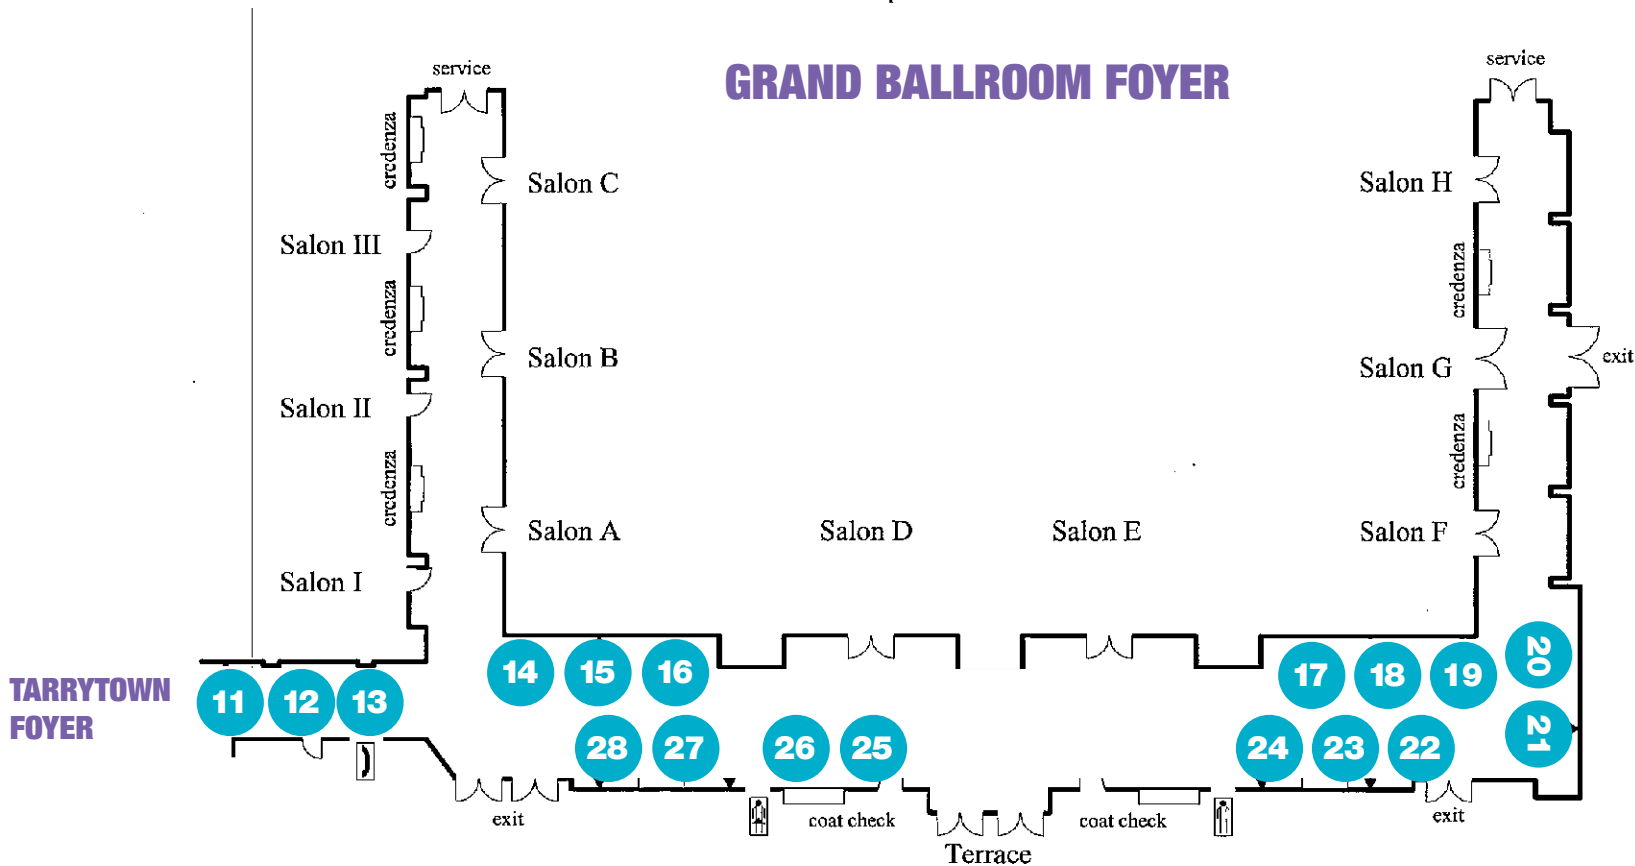 GRAND BALLROOM FOYER
service
service
credenza
Salon C
Salon H
Salon III
credenza
credenza
Salon B
Salon G
exit
Salon II
credenza
credenza
Salon A
Salon D
Salon E
Salon F
Salon I
TARRYTOWN
FOYER
11
12
13
14
15
16
17
18
19
20
21
28
27
26
25
24
23
22
exit
coat check
coat check
exit
Terrace